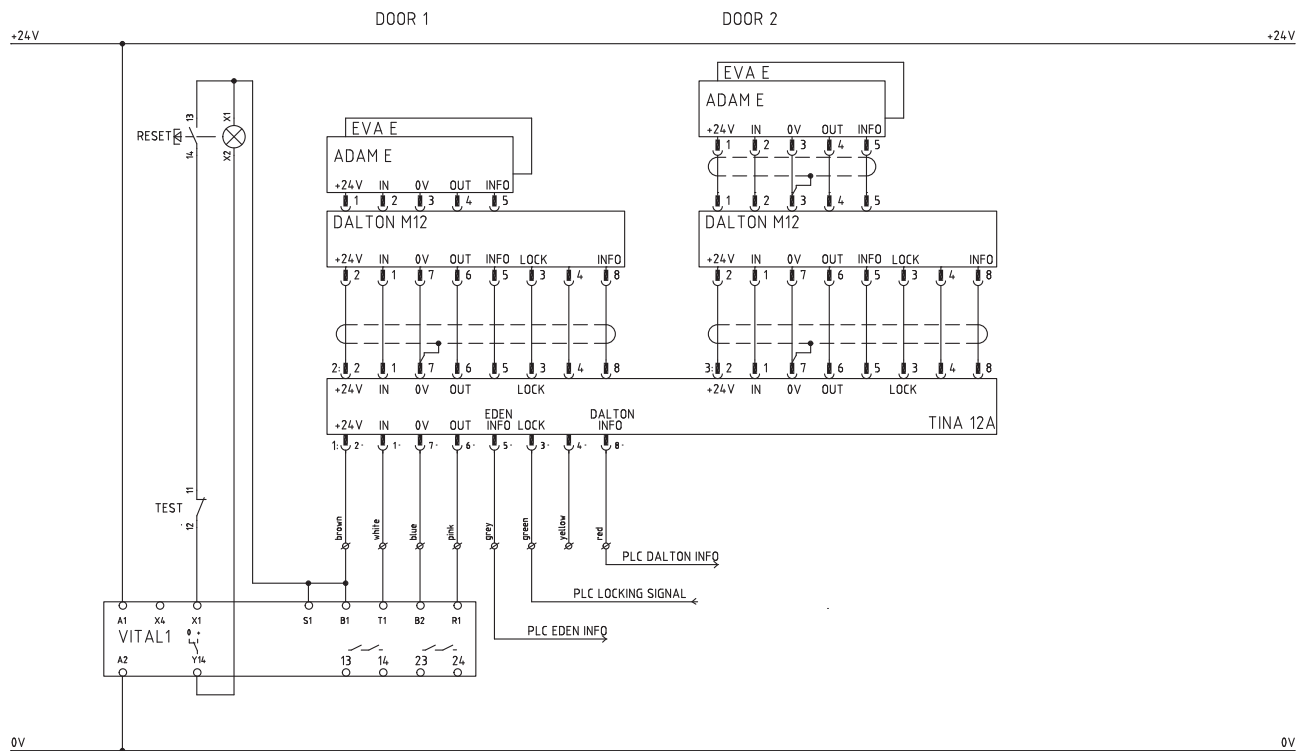 DOOR 1 DOOR 2
+24V +24V
EVA E
ADAM E
+24V IN 0V OUT INFO
1 2 3 4 5
13 X1
RESET
14 X2
EVA E
ADAM E
+24V IN 0V OUT INFO
1 2 3 4 5
1 2 3 4 5
DALTON M12 DALTON M12
+24V IN 0V OUT INFO LOCK INFO +24V IN 0V OUT INFO LOCK INFO
2 1 7 6 5 3 4 8 2 1 7 6 5 3 4 8
2: 2 1 7 6 5 3 4 8 3: 2 1 7 6 5 3 4 8
+24V IN 0V OUT LOCK +24V IN 0V OUT LOCK
EDEN DALTON
+24V IN 0V OUT INFO LOCK INFO TINA 12A
1: 2 1 7 6 5 3 4 8
11
TEST
12
brown white blue pink grey green yellow red
PLC DALTON INFO
PLC LOCKING SIGNAL
PLC EDEN INFO
A1 X4 X1 S1 B1 T1 B2 R1
VITAL1 0 +
A2 Y14 13 14 23 24
0V 0V